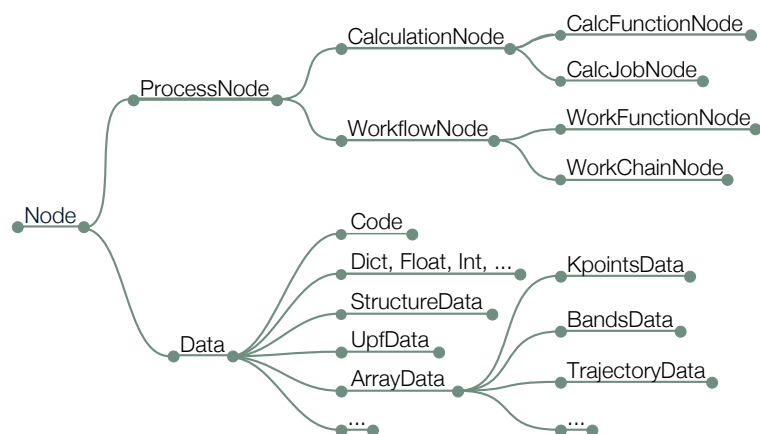 Node
ProcessNode
CalculationNode
CalcFunctionNode
CalcJobNode
WorkflowNode
WorkFunctionNode
WorkChainNode
Data
Code
Dict, Float, Int, ...
StructureData
UpfData
ArrayData
KpointsData
BandsData
TrajectoryData
...
...